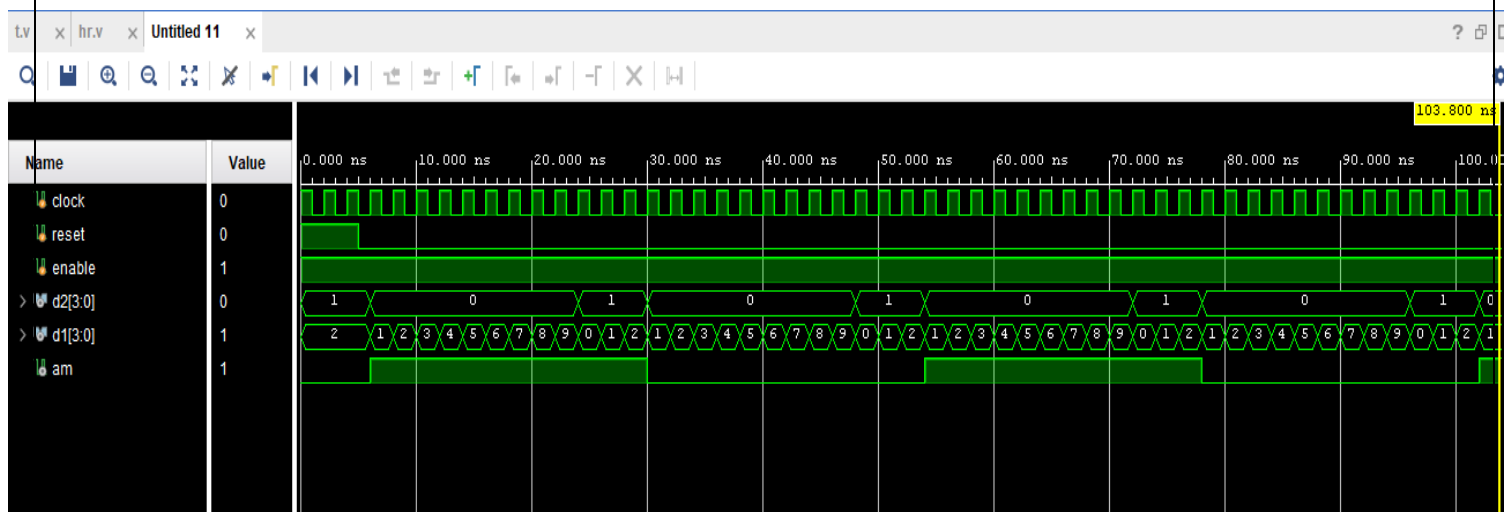 t.v × hr.v × Untitled 11 ×
?
103.800 ns
Name Value
0.000 ns 10.000 ns 20.000 ns 30.000 ns 40.000 ns 50.000 ns 60.000 ns 70.000 ns 80.000 ns 90.000 ns
clock 0
reset 0
enable 1
> d2[3:0] 0 1 0 1 0 1 0 1 0 1 0
> d1[3:0] 1 2 1 2 3 4 5 6 7 8 9 0 1 2 1 2 3 4 5 6 7 8 9 0 1 2 1 2 3 4 5 6 7 8 9 0 1 2 1 2 3 4 5 6 7 8 9 0 1 2 1
am 1